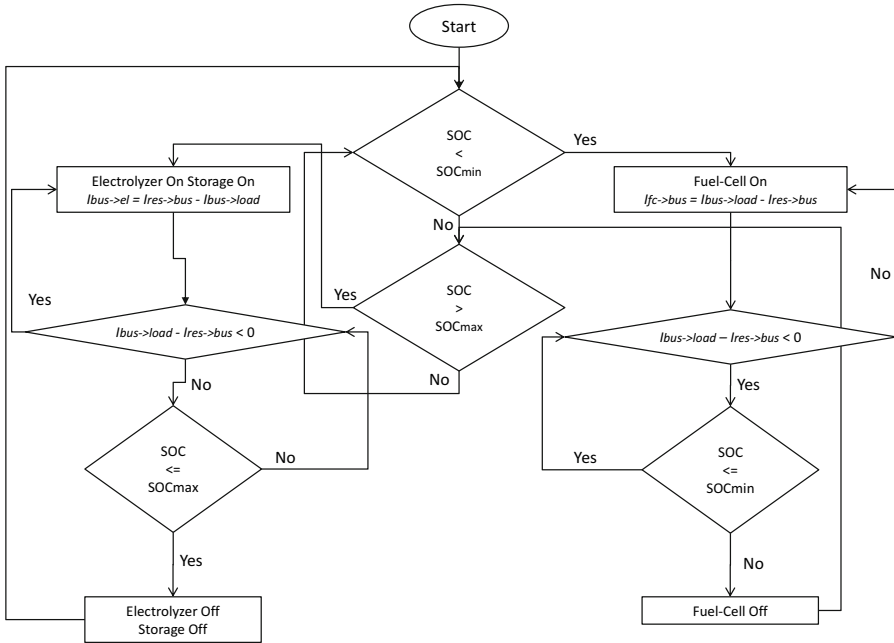 Start
SOC
<
SOCmin
Yes
No
Electrolyzer On Storage On
Ibus->el = Ires->bus - Ibus->load
Fuel-Cell On
Ifc->bus = Ibus->load - Ires->bus
No
Yes
SOC
>
SOCmax
Yes
No
Ibus->load - Ires->bus < 0
No
Ibus->load – Ires->bus < 0
Yes
SOC
<=
SOCmax
No
Yes
SOC
<=
SOCmin
Yes
No
Electrolyzer Off
Storage Off
Fuel-Cell Off